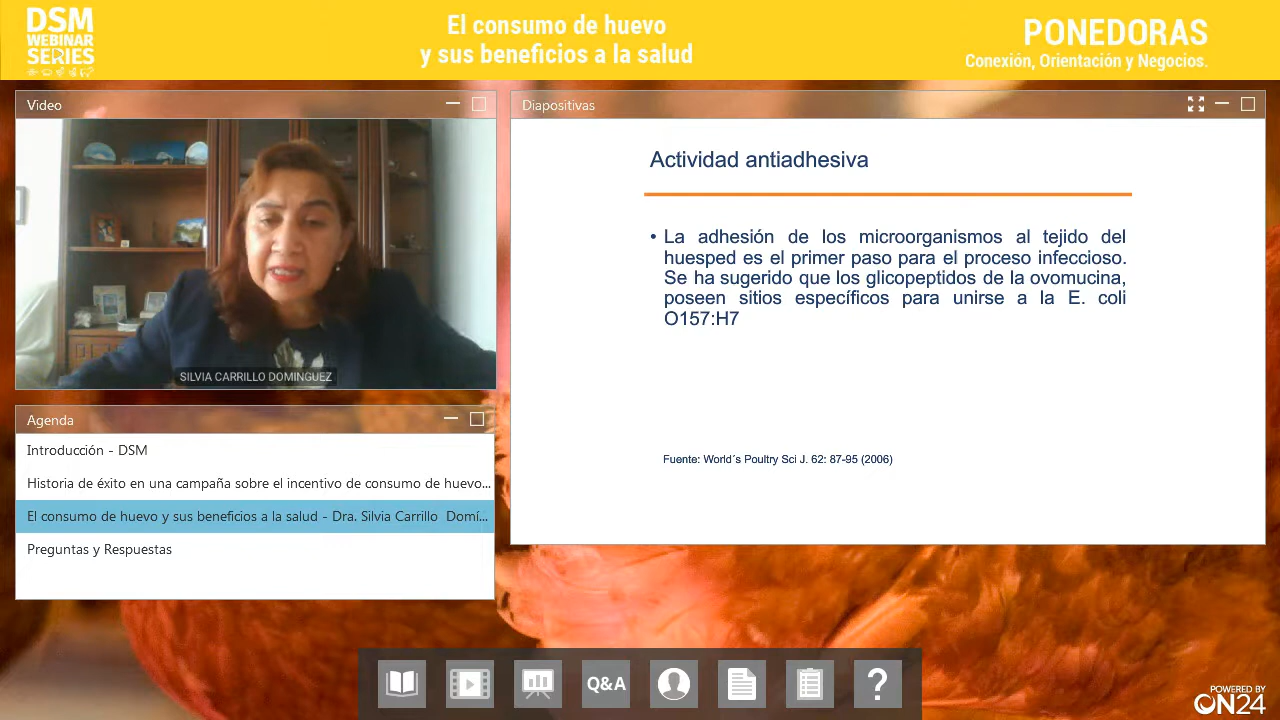 DSM
WEBINAR
SERIES
El consumo de huevo
y sus beneficios a la salud
PONEDORAS
Conexión, Orientación y Negocios.
Video
SILVIA CARRILLO DOMINGUEZ
Agenda
Introducción - DSM
Historia de éxito en una campaña sobre el incentivo de consumo de huevo...
El consumo de huevo y sus beneficios a la salud - Dra. Silvia Carrillo Domí...
Preguntas y Respuestas
Diapositivas
Actividad antiadhesiva
• La adhesión de los microorganismos al tejido del
huesped es el primer paso para el proceso infeccioso.
Se ha sugerido que los glicopeptidos de la ovomucina,
poseen sitios específicos para unirse a la E. coli
O157:H7
Fuente: World´s Poultry Sci J. 62: 87-95 (2006)
Q&A
?
POWERED BY
ON24